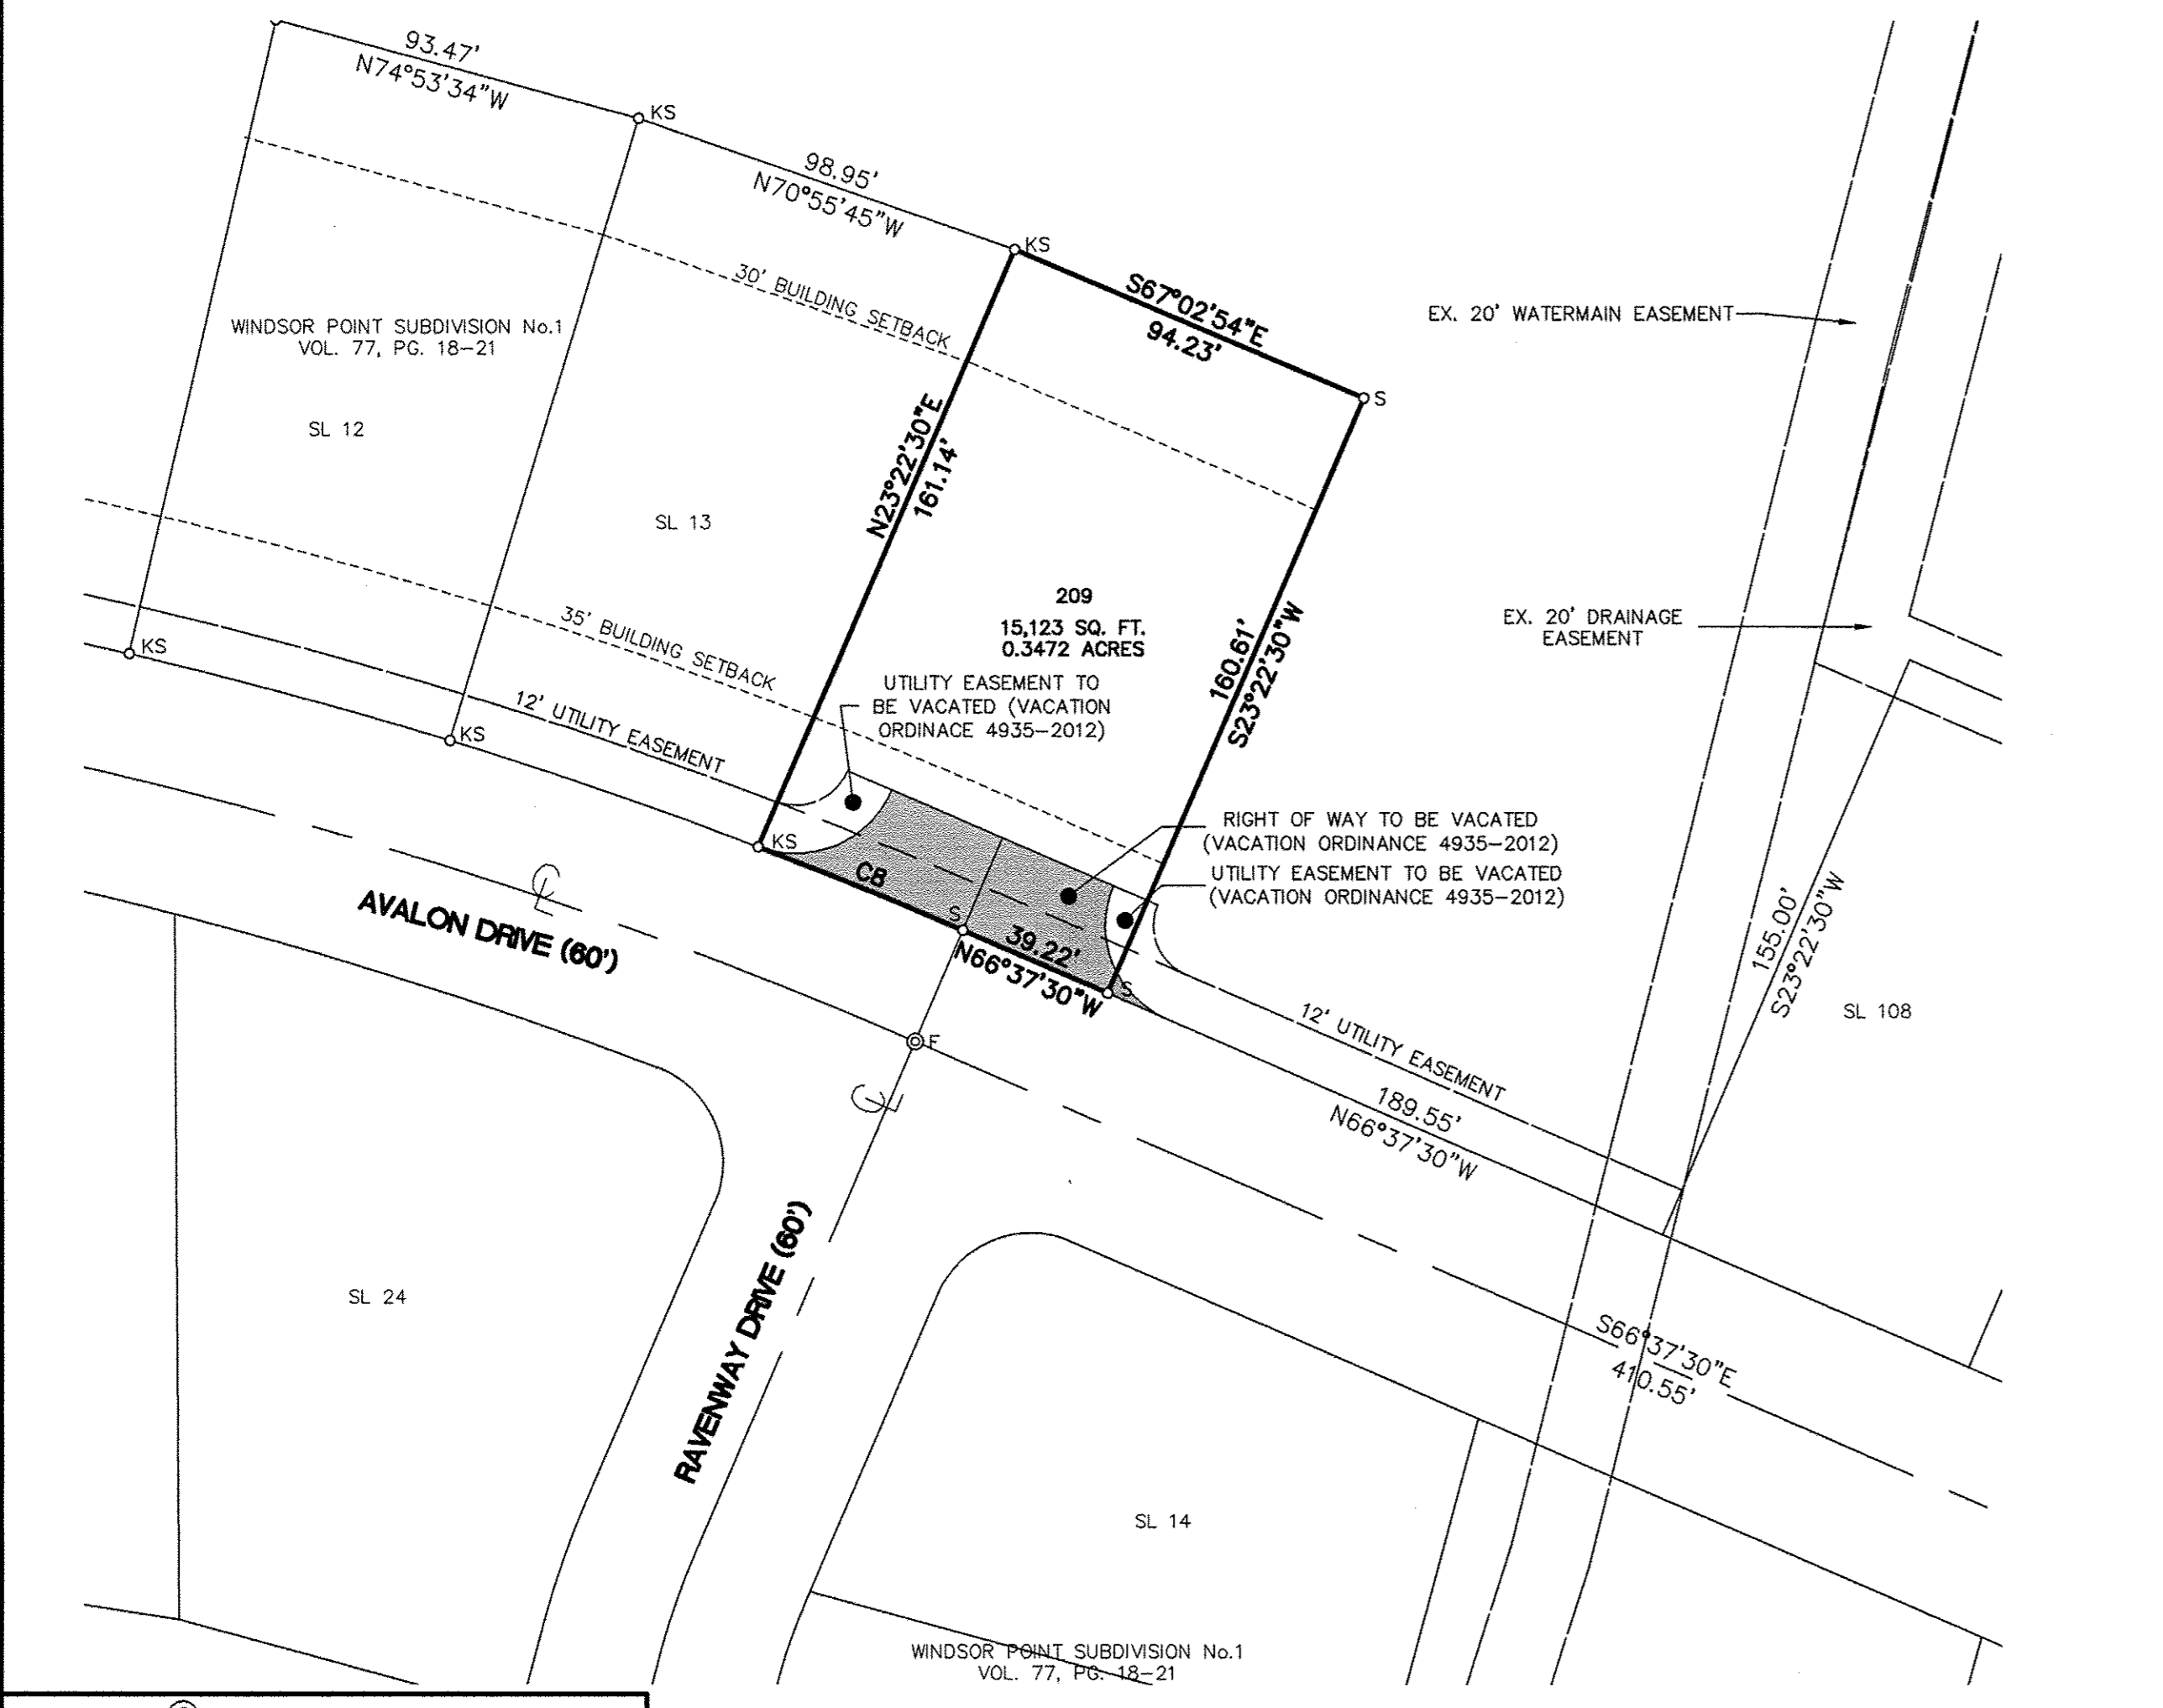 93.47'
N74°53'34"W
KS
98.95'
N70°55'45"W
KS
S67°02'54"E
94.23'
S
30' BUILDING SETBACK
EX. 20' WATERMAIN EASEMENT
WINDSOR POINT SUBDIVISION No.1
VOL. 77, PG. 18-21
SL 12
N23°22'30"E
161.14'
SL 13
209
15,123 SQ. FT.
0.3472 ACRES
160.61'
S23°22'30"W
EX. 20' DRAINAGE
EASEMENT
35' BUILDING SETBACK
KS
KS
UTILITY EASEMENT TO
BE VACATED (VACATION
ORDINACE 4935-2012)
12' UTILITY EASEMENT
KS
RIGHT OF WAY TO BE VACATED
(VACATION ORDINANCE 4935-2012)
UTILITY EASEMENT TO BE VACATED
(VACATION ORDINANCE 4935-2012)
CB
S
39.22'
N66°37'30"W
S
CL
AVALON DRIVE (60')
155.00'
S23°22'30"W
SL 108
F
CL
12' UTILITY EASEMENT
189.55'
N66°37'30"W
RAVENWAY DRIVE (60')
SL 24
S66°37'30"E
410.55'
SL 14
WINDSOR POINT SUBDIVISION No.1
VOL. 77, PG. 18-21